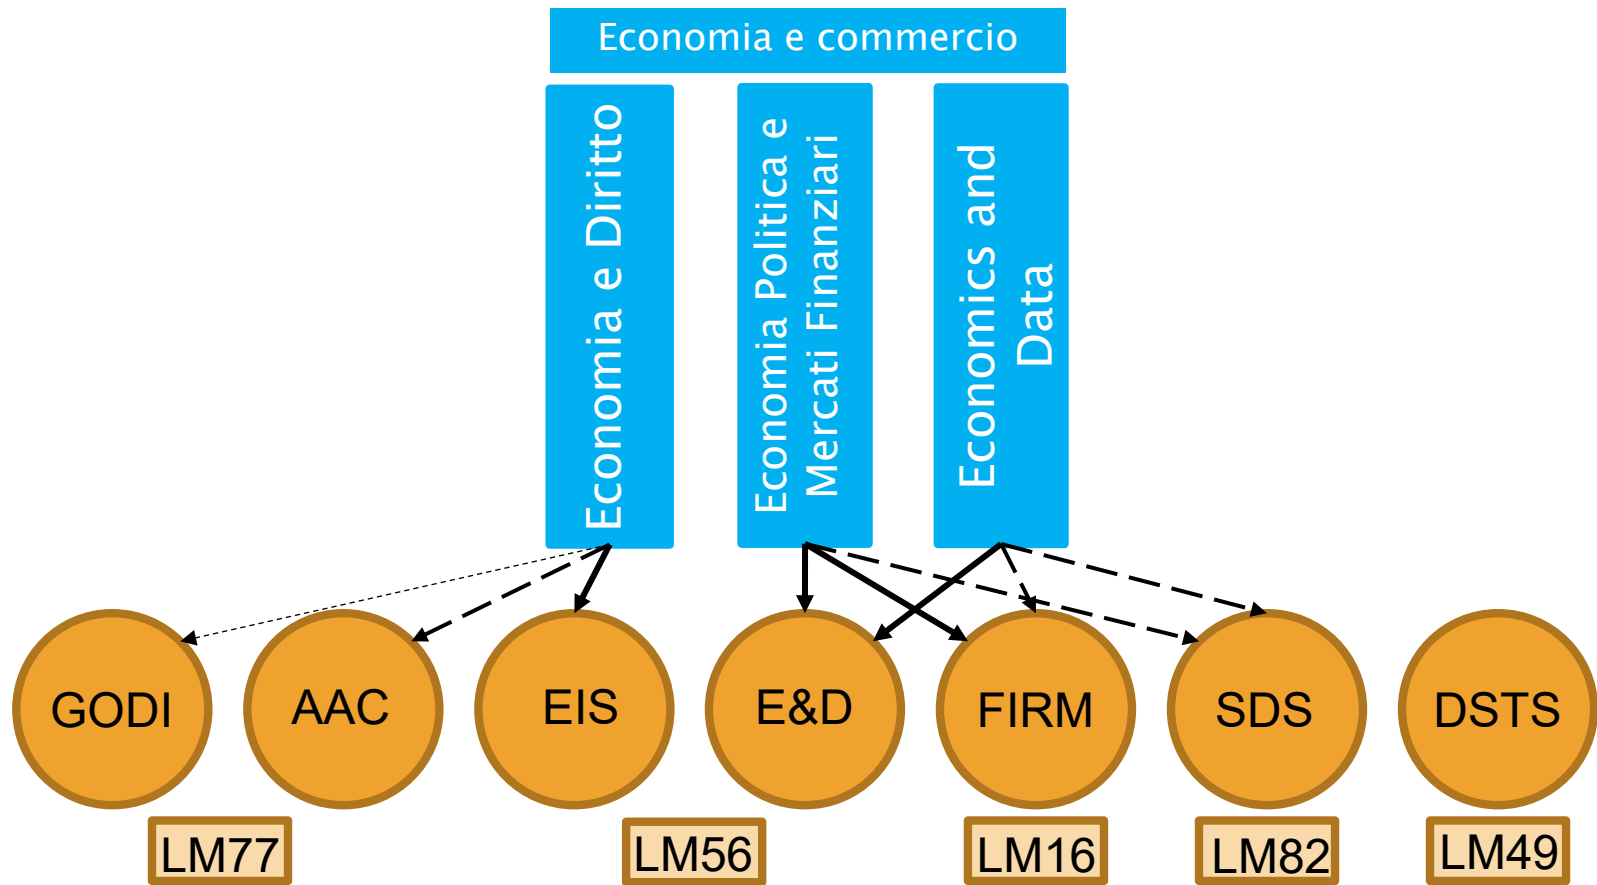 Economia e commercio
Economia e Diritto
Economia Politica e
Mercati Finanziari
Economics and
Data
GODI
AAC
EIS
E&D
FIRM
SDS
DSTS
LM77
LM56
LM16
LM82
LM49